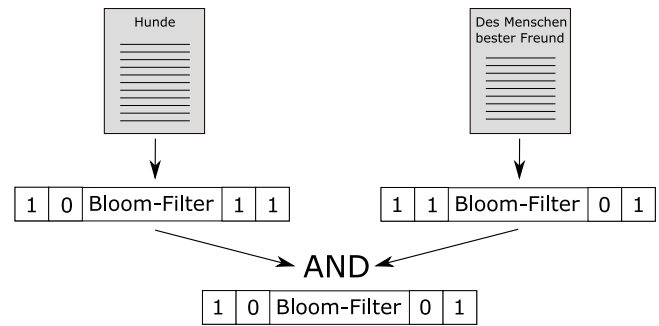 Hunde
Des Menschen
bester Freund
1 0 Bloom-Filter 1 1
1 1 Bloom-Filter 0 1
AND
1 0 Bloom-Filter 0 1